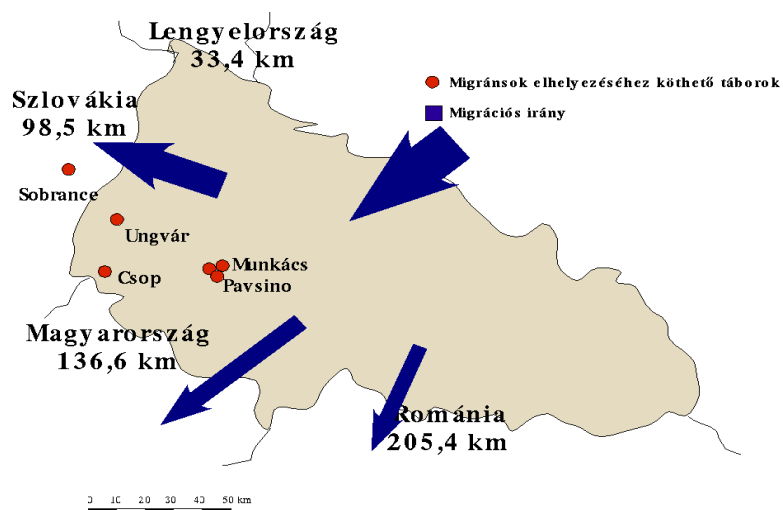 Lengyelország
33,4 km
Migránsok elhelyezéséhez köthető táborok
Szlovákia
98,5 km
Migrációs irány
Sobrance
Ungvár
Munkács
Csop
Pavsino
Magyarország
136,6 km
Románia
205,4 km
0 10 20 30 40 50 km